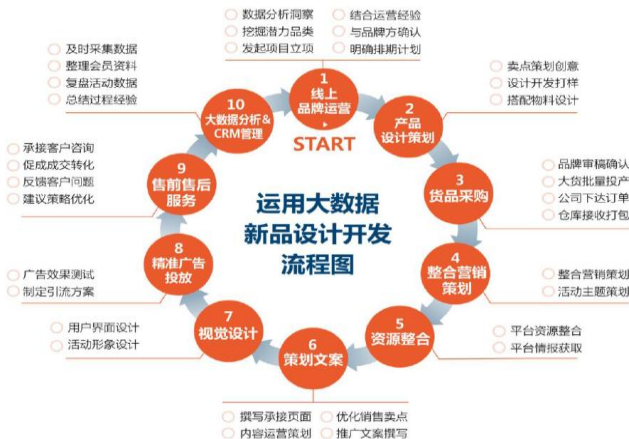 运用大数据
新品设计开发
流程图
START
1
线上
品牌运营
数据分析洞察
挖掘潜力品类
发起项目立项
结合运营经验
与品牌方确认
明确排期计划
2
产品
设计策划
卖点策划创意
设计开发打样
搭配物料设计
3
货品采购
品牌审稿确认
大货批量投产
公司下达订单
仓库接收打包
4
整合营销
策划
整合营销策划
活动主题策划
5
资源整合
平台资源整合
平台情报获取
6
策划文案
撰写承接页面
内容运营策划
优化销售卖点
推广文案撰写
7
视觉设计
用户界面设计
活动形象设计
8
精准广告
投放
广告效果测试
制定引流方案
9
售前售后
服务
承接客户咨询
促成成交转化
反馈客户问题
建议策略优化
10
大数据分析&
CRM管理
及时采集数据
整理会员资料
复盘活动数据
总结过程经验